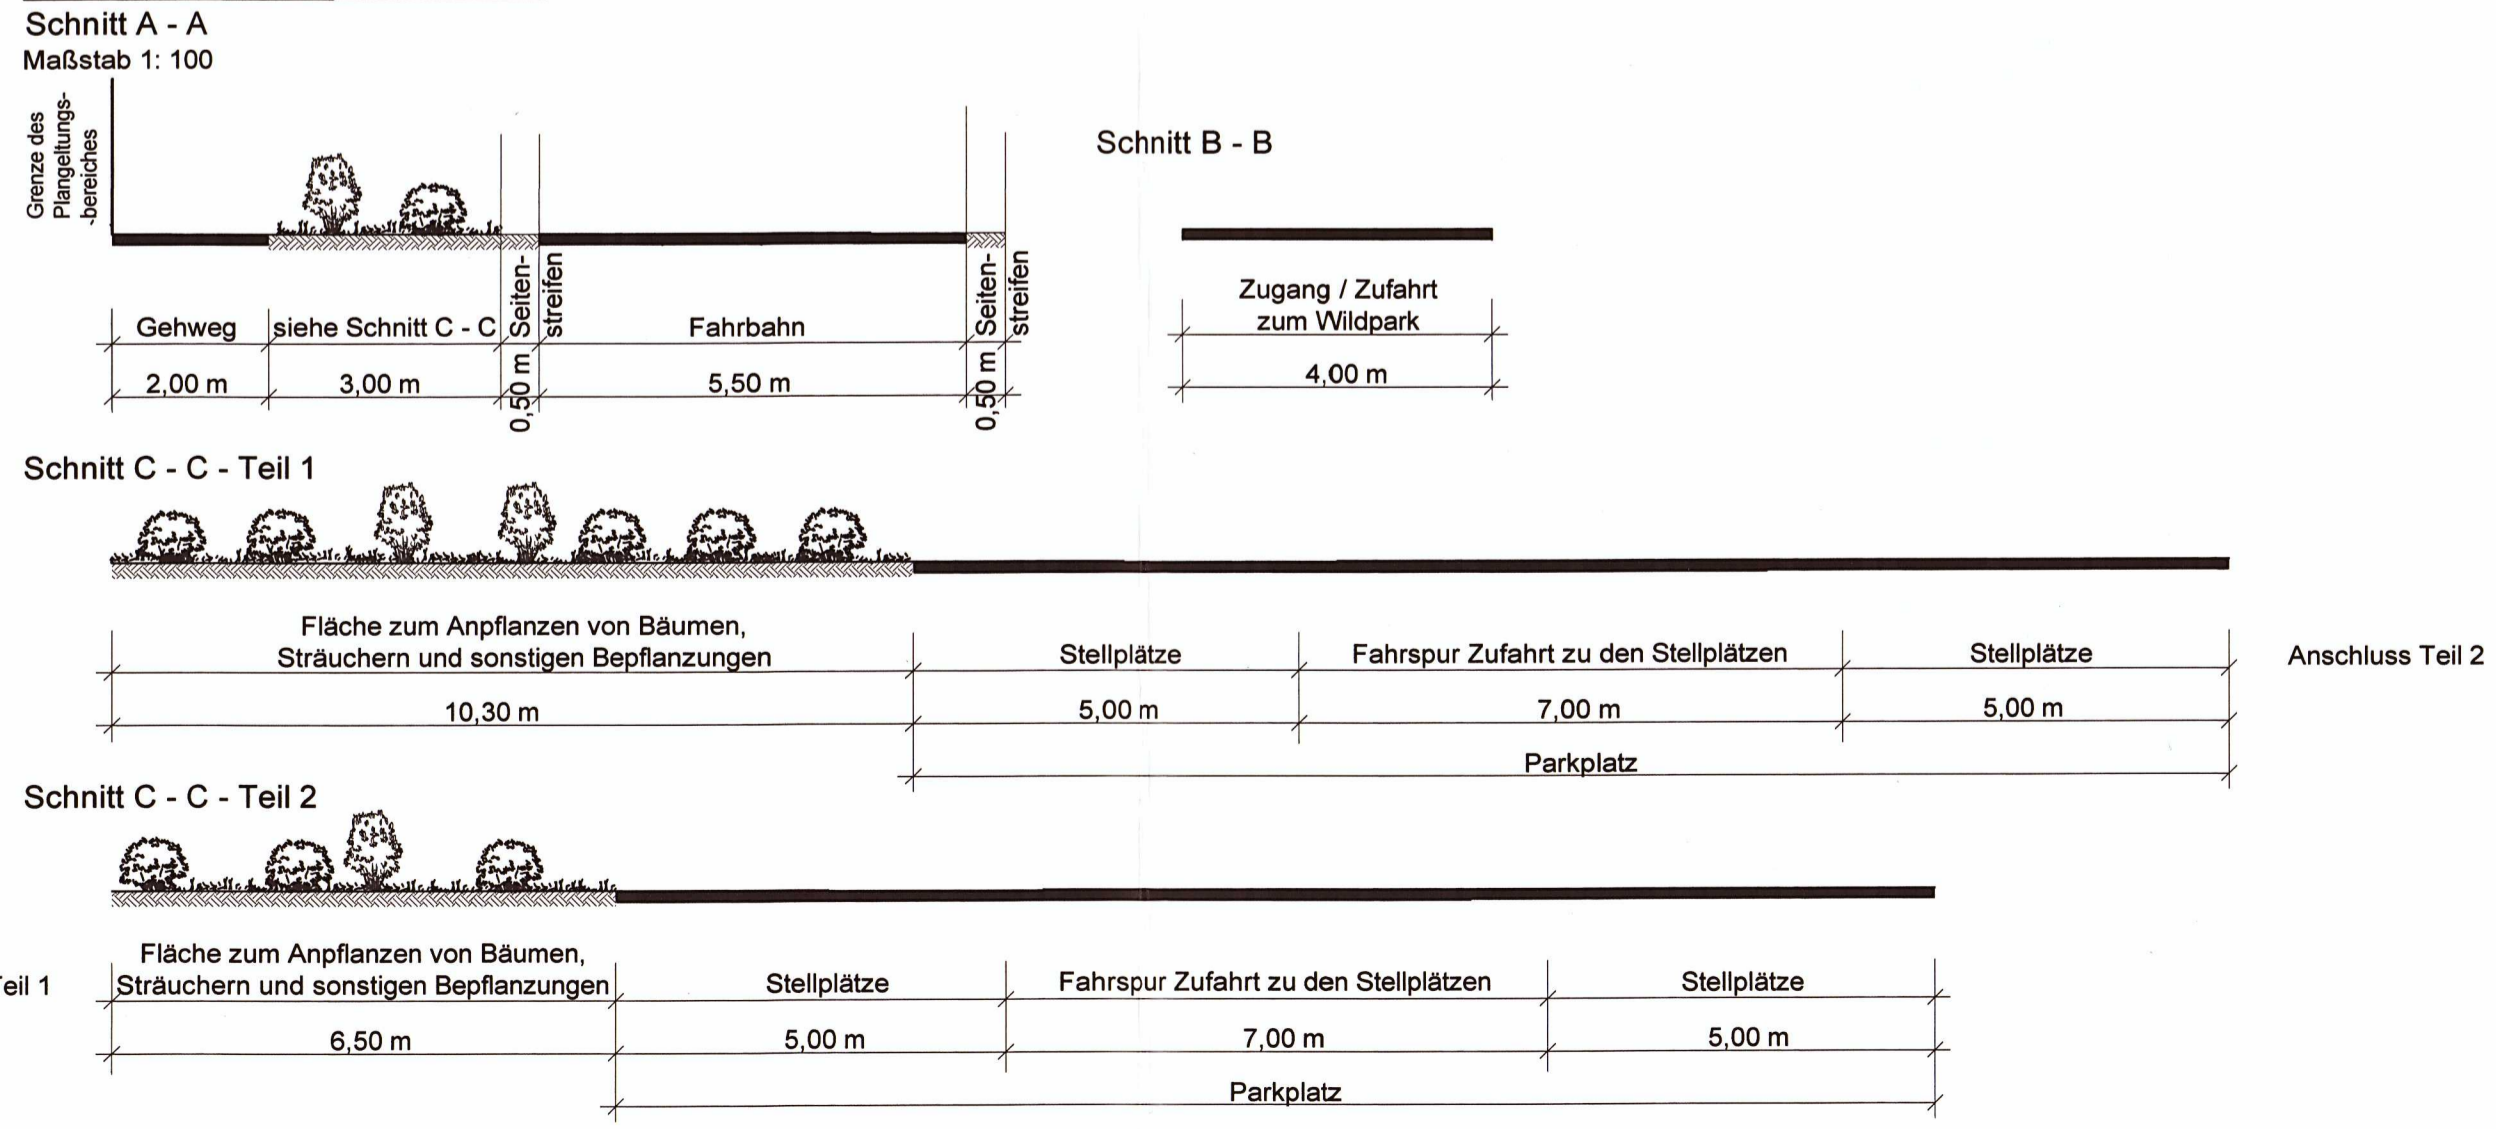 Schnitt A - A
Maßstab 1: 100
Grenze des
Plangeltungs-
-bereiches
Gehweg
siehe Schnitt C - C
Seiten-
streifen
Fahrbahn
Seiten-
streifen
2,00 m
3,00 m
0,50 m
5,50 m
0,50 m
Schnitt B - B
Zugang / Zufahrt
zum Wildpark
4,00 m
Schnitt C - C - Teil 1
Fläche zum Anpflanzen von Bäumen,
Sträuchern und sonstigen Bepflanzungen
Stellplätze
Fahrspur Zufahrt zu den Stellplätzen
Stellplätze
Anschluss Teil 2
10,30 m
5,00 m
7,00 m
5,00 m
Parkplatz
Schnitt C - C - Teil 2
Fläche zum Anpflanzen von Bäumen,
eil 1
Sträuchern und sonstigen Bepflanzungen
Stellplätze
Fahrspur Zufahrt zu den Stellplätzen
Stellplätze
6,50 m
5,00 m
7,00 m
5,00 m
Parkplatz